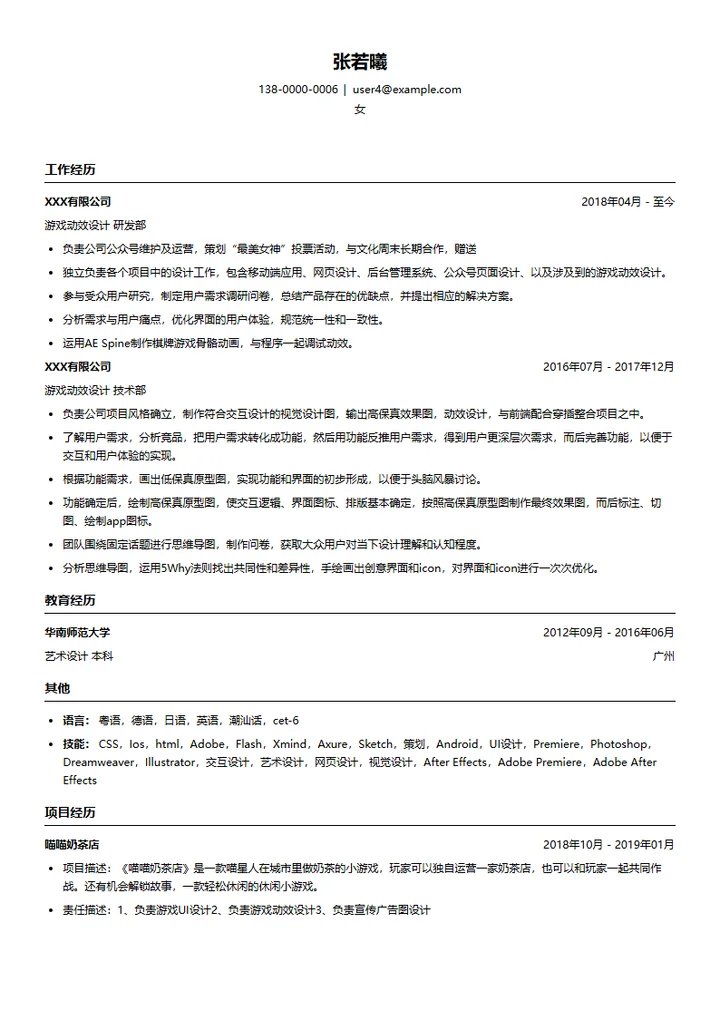 张若曦
138-0000-0006 | user4@example.com
女
工作经历
XXX有限公司 2018年04月 - 至今
游戏动效设计 研发部
• 负责公司公众号维护及运营，策划“最美女神”投票活动，与文化周末长期合作，赠送
• 独立负责各个项目中的设计工作，包含移动端应用、网页设计、后台管理系统、公众号页面设计、以及涉及到的游戏动效设计。
• 参与受众用户研究，制定用户需求调研问卷，总结产品存在的优缺点，并提出相应的解决方案。
• 分析需求与用户痛点，优化界面的用户体验，规范统一性和一致性。
• 运用AE Spine制作棋牌游戏骨骼动画，与程序一起调试动效。
XXX有限公司 2016年07月 - 2017年12月
游戏动效设计 技术部
• 负责公司项目风格确立，制作符合交互设计的视觉设计图，输出高保真效果图，动效设计，与前端配合穿插整合项目之中。
• 了解用户需求，分析竞品，把用户需求转化成功能，然后用功能反推用户需求，得到用户更深层次需求，而后完善功能，以便于
交互和用户体验的实现。
• 根据功能需求，画出低保真原型图，实现功能和界面的初步形成，以便于头脑风暴讨论。
• 功能确定后，绘制高保真原型图，使交互逻辑、界面图标、排版基本确定，按照高保真原型图制作最终效果图，而后标注、切
图、绘制app图标。
• 团队围绕固定话题进行思维导图，制作问卷，获取大众用户对当下设计理解和认知程度。
• 分析思维导图，运用5Why法则找出共同性和差异性，手绘画出创意界面和icon，对界面和icon进行一次次优化。
教育经历
华南师范大学 2012年09月 - 2016年06月
艺术设计 本科 广州
其他
• 语言： 粤语，德语，日语，英语，潮汕话，cet-6
• 技能： CSS，Ios，html，Adobe，Flash，Xmind，Axure，Sketch，策划，Android，UI设计，Premiere，Photoshop，
Dreamweaver，Illustrator，交互设计，艺术设计，网页设计，视觉设计，After Effects，Adobe Premiere，Adobe After
Effects
项目经历
喵喵奶茶店 2018年10月 - 2019年01月
• 项目描述：《喵喵奶茶店》是一款喵星人在城市里做奶茶的小游戏，玩家可以独自运营一家奶茶店，也可以和玩家一起共同作
战。还有机会解锁故事，一款轻松休闲的休闲小游戏。
• 责任描述：1、负责游戏UI设计2、负责游戏动效设计3、负责宣传广告图设计